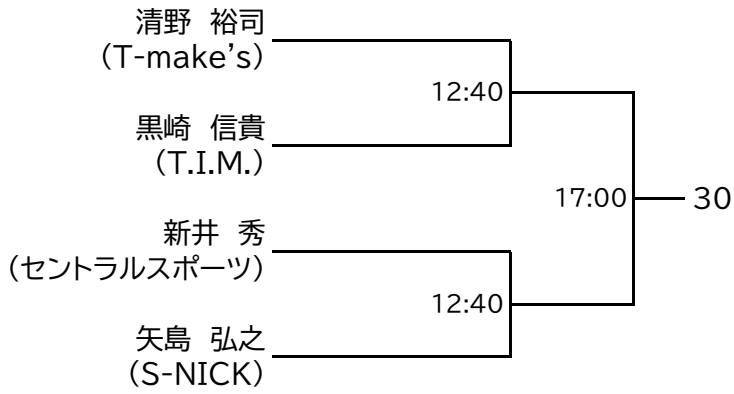 清野 裕司
(T-make's)
12:40
黒崎 信貴
(T.I.M.)
17:00
30
新井 秀
(セントラルスポーツ)
12:40
矢島 弘之
(S-NICK)